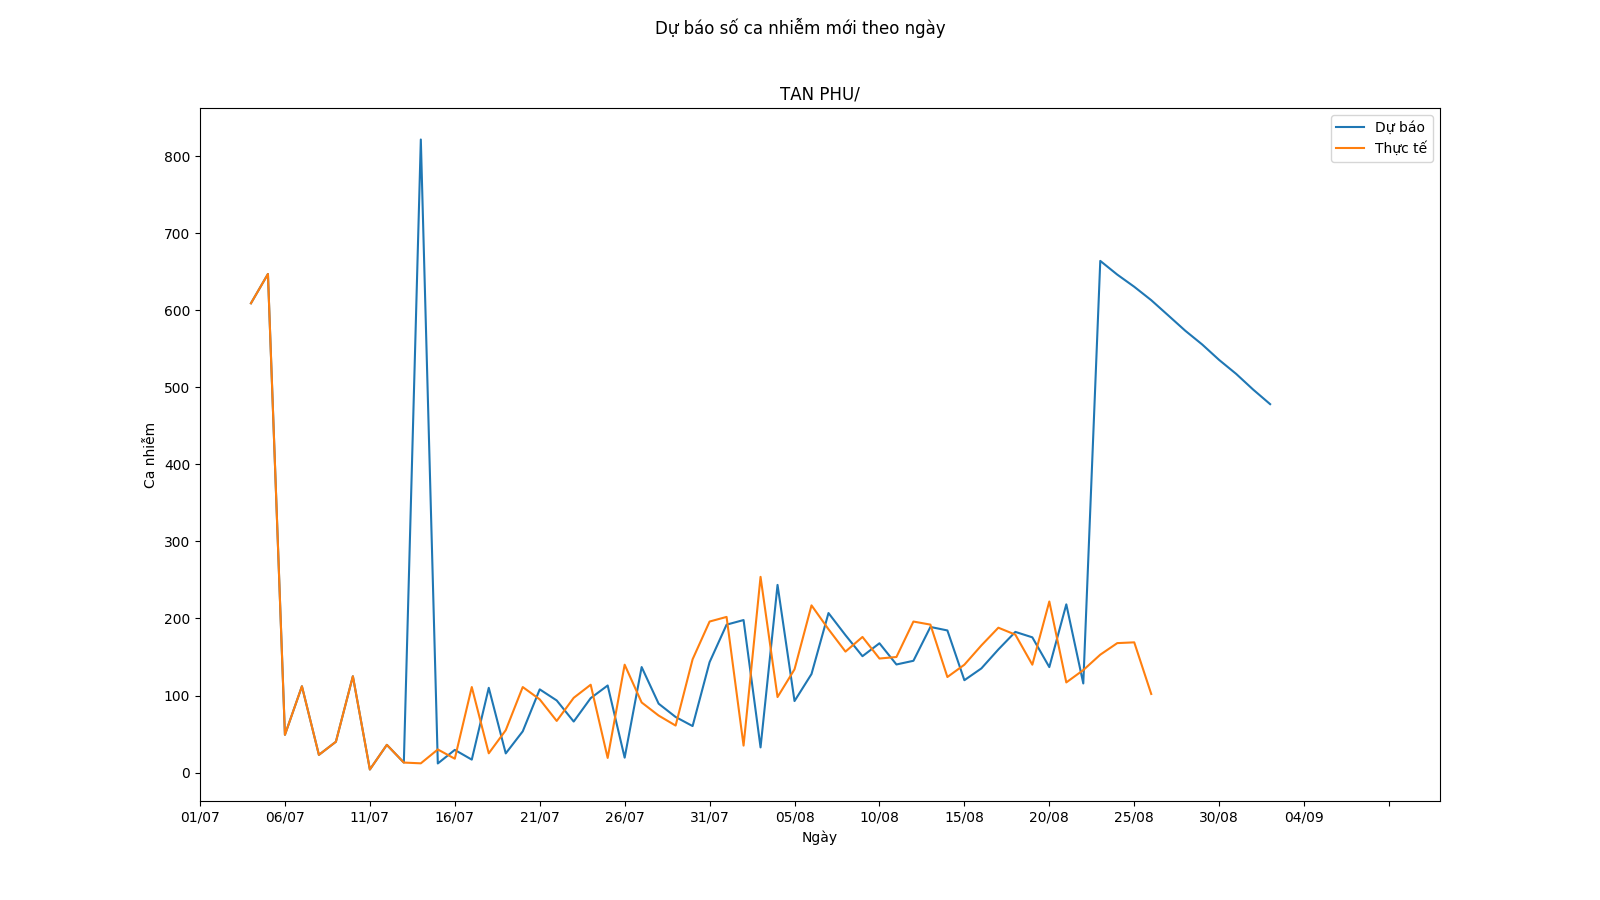 Dự báo số ca nhiễm mới theo ngày
TAN PHU/
Dự báo
Thực tế
800
700
600
500
400
300
200
100
0
Ca nhiễm
01/07 06/07 11/07 16/07 21/07 26/07 31/07 05/08 10/08 15/08 20/08 25/08 30/08 04/09
Ngày